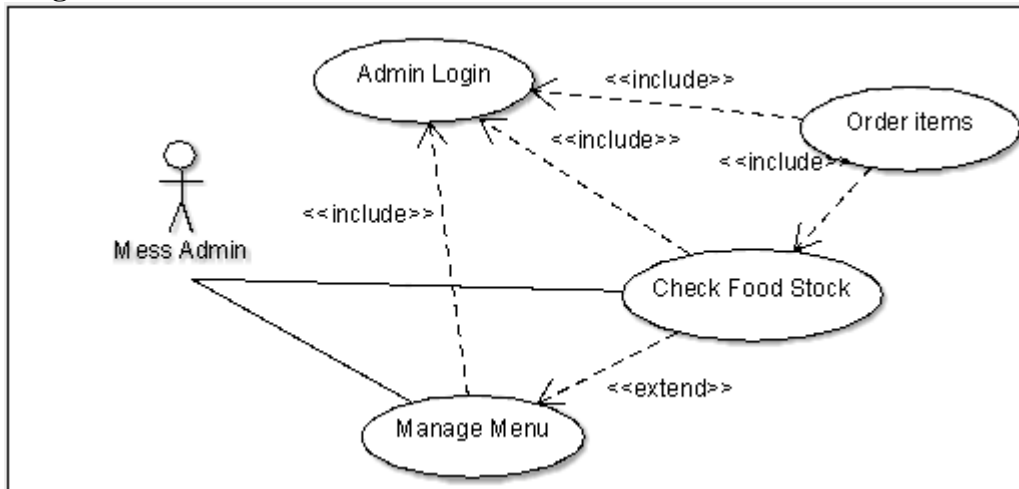 Admin Login
<<include>>
Order items
<<include>>
<<include>>
<<include>>
Mess Admin
Check Food Stock
<<extend>>
Manage Menu